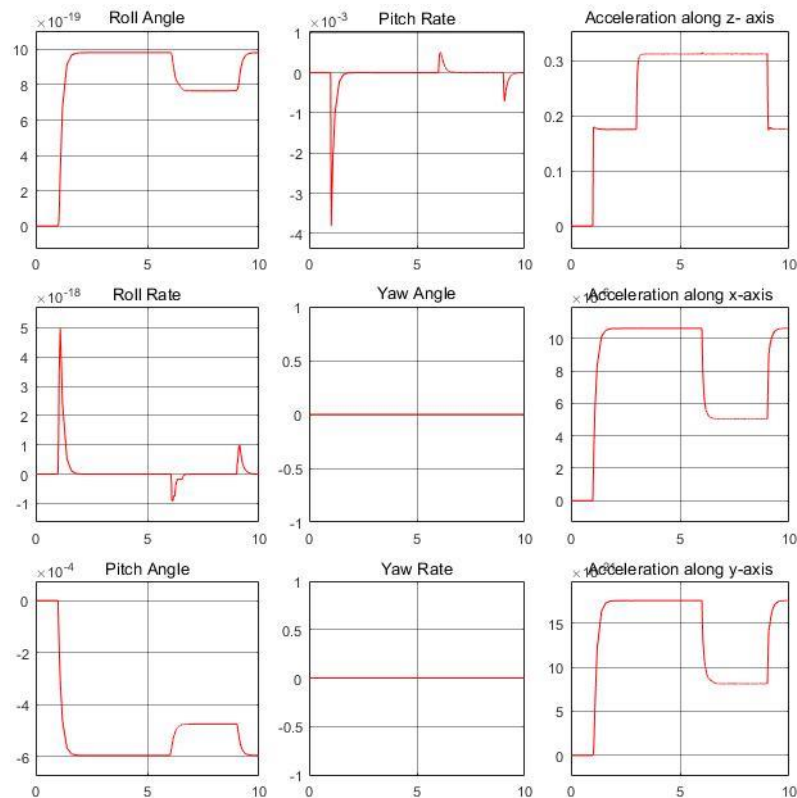 ×10⁻¹⁹
Roll Angle
10
8
6
4
2
0
0 5 10
×10⁻³
Pitch Rate
1
0
-1
-2
-3
-4
0 5 10
Acceleration along z- axis
0.3
0.2
0.1
0
0 5 10
×10⁻¹⁸
Roll Rate
5
4
3
2
1
0
-1
0 5 10
Yaw Angle
1
0.5
0
-0.5
-1
0 5 10
×10
Acceleration along x-axis
10
8
6
4
2
0
0 5 10
×10⁻⁴
Pitch Angle
0
-2
-4
-6
0 5 10
Yaw Rate
1
0.5
0
-0.5
-1
0 5 10
×10
Acceleration along y-axis
15
10
5
0
0 5 10